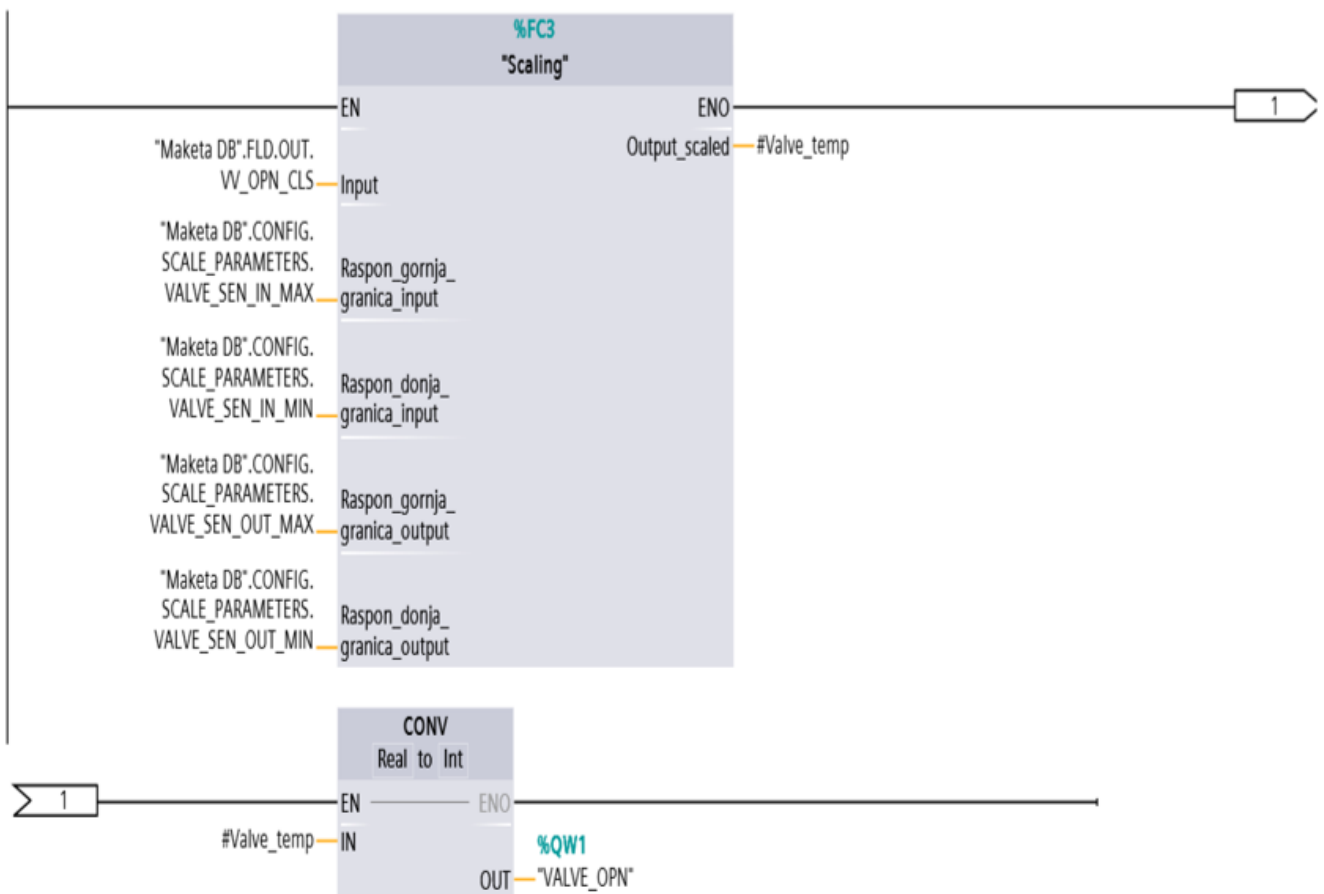 %FC3
"Scaling"
EN
ENO
1
"Maketa DB".FLD.OUT.
VV_OPN_CLS
Input
Output_scaled
#Valve_temp
"Maketa DB".CONFIG.
SCALE_PARAMETERS.
VALVE_SEN_IN_MAX
Raspon_gornja_
granica_input
"Maketa DB".CONFIG.
SCALE_PARAMETERS.
VALVE_SEN_IN_MIN
Raspon_donja_
granica_input
"Maketa DB".CONFIG.
SCALE_PARAMETERS.
VALVE_SEN_OUT_MAX
Raspon_gornja_
granica_output
"Maketa DB".CONFIG.
SCALE_PARAMETERS.
VALVE_SEN_OUT_MIN
Raspon_donja_
granica_output
CONV
Real to Int
1
EN
ENO
#Valve_temp
IN
%QW1
OUT
"VALVE_OPN"